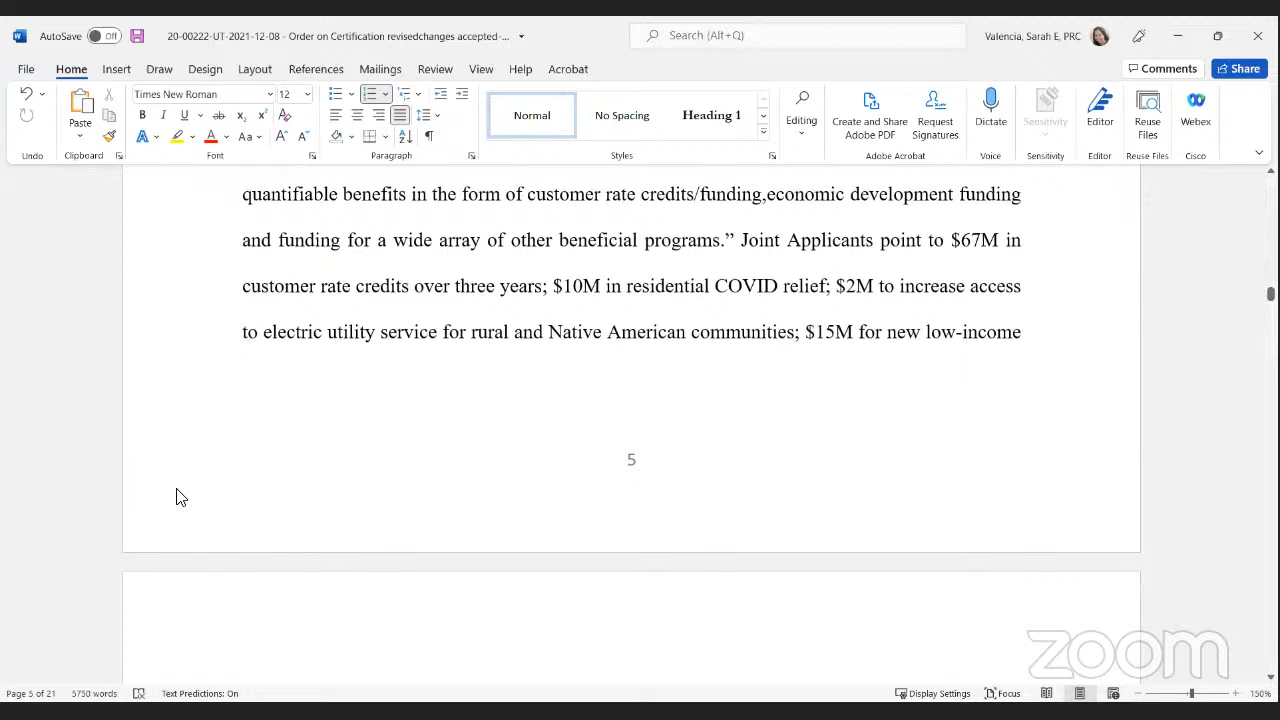 AutoSave Off 20-00222-UT-2021-12-08 - Order on Certification revisedchanges accepted-... Search (Alt+Q) Valencia, Sarah E, PRC
File Home Insert Draw Design Layout References Mailings Review View Help Acrobat Comments Share
Times New Roman 12
Paste
B I U ab x₂ x² A
A Aa A A
Normal No Spacing Heading 1
Editing
Create and Share Adobe PDF
Request Signatures
Dictate
Sensitivity
Editor
Reuse Files
Webex
Undo Clipboard Font Paragraph Styles Adobe Acrobat Voice Sensitivity Editor Reuse Files Cisco
quantifiable benefits in the form of customer rate credits/funding,economic development funding
and funding for a wide array of other beneficial programs.” Joint Applicants point to $67M in
customer rate credits over three years; $10M in residential COVID relief; $2M to increase access
to electric utility service for rural and Native American communities; $15M for new low-income
5
zoom
Page 5 of 21 5750 words Text Predictions: On Display Settings Focus 150%